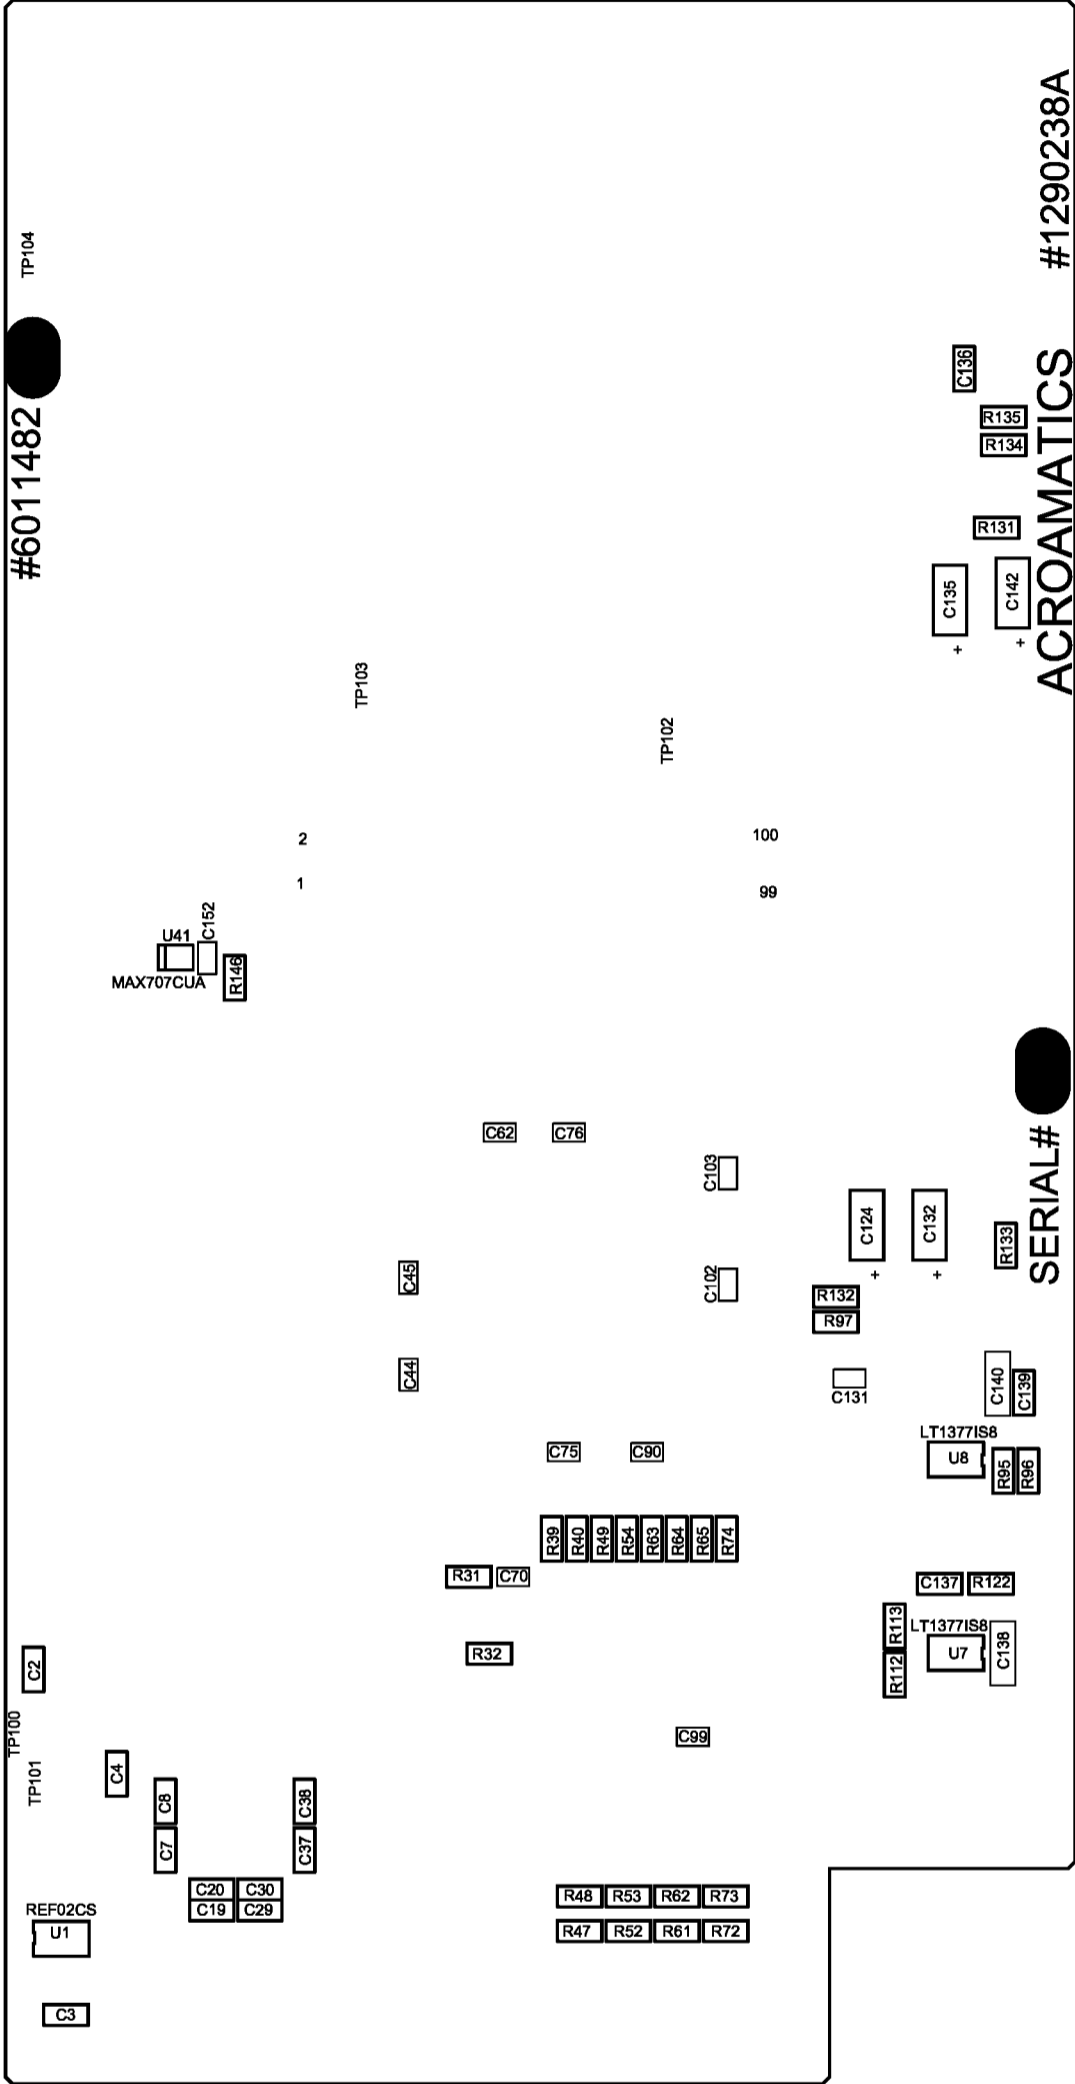 #1290238A
TP104
C136
ACROAMATICS
#6011482
R135
R134
R131
C135
C142
+
+
TP103
TP102
2
100
1
99
U41
C152
MAX707CUA
R146
C62
C76
SERIAL#
C103
C124
C132
R133
C45
C102
+
+
R132
R97
C44
C131
C140
C139
LT1377IS8
C75
C90
U8
R95
R96
R39
R40
R49
R54
R63
R64
R65
R74
R31
C70
C137
R122
R113
LT1377IS8
R32
U7
C138
C2
R112
TP100
C99
TP101
C4
C8
C38
C7
C37
C20
C30
R48
R53
R62
R73
REF02CS
C19
C29
U1
R47
R52
R61
R72
C3